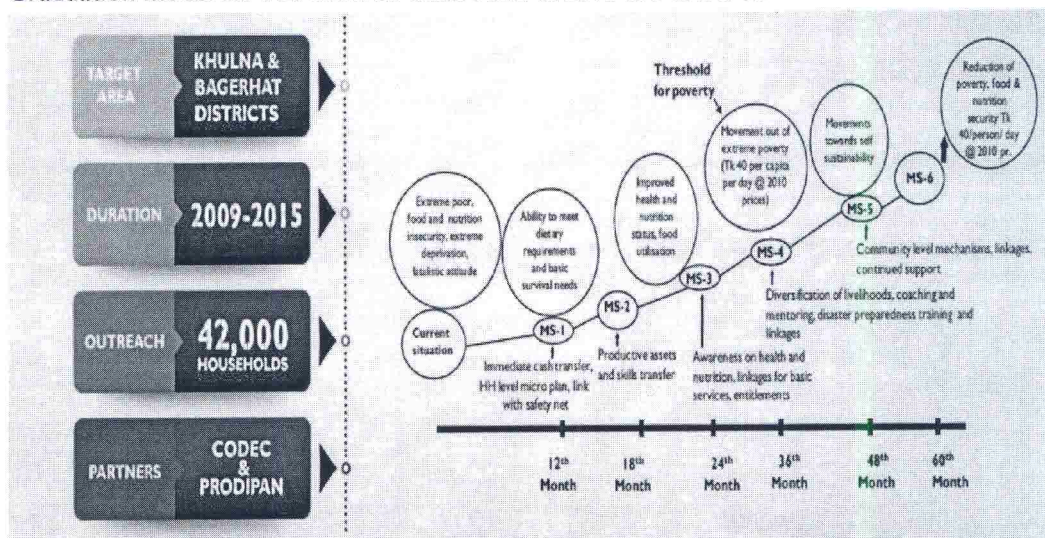 TARGET
AREA
KHULNA &
BAGERHAT
DISTRICTS
DURATION
2009-2015
OUTREACH
42,000
HOUSEHOLDS
PARTNERS
CODEC
&
PRODIPAN
Threshold
for poverty
Extreme poor,
food and nutrition
insecurity, extreme
deprivation,
fatalistic attitude
Ability to meet
dietary
requirements
and basic
survival needs
Improved
health and
nutrition
status, food
utilisation
Movement out of
extreme poverty
(Tk 40 per capita
per day @ 2010
prices)
Movements
towards self
sustainability
Reduction of
poverty, food &
nutrition
security Tk
40/person/ day
@ 2010 pr.
Current
situation
MS-1
MS-2
MS-3
MS-4
MS-5
MS-6
Immediate cash transfer,
HH level micro plan, link
with safety net
Productive assets
and skills transfer
Awareness on health and
nutrition, linkages for basic
services, entitlements
Diversification of livelihoods, coaching and
mentoring, disaster preparedness training and
linkages
Community level mechanisms, linkages,
continued support
12th
Month
18th
Month
24th
Month
36th
Month
48th
Month
60th
Month